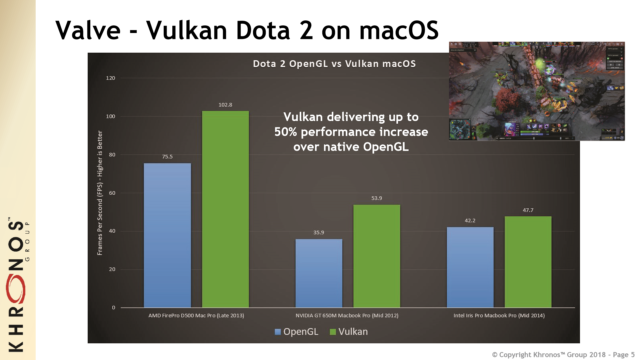 Valve - Vulkan Dota 2 on macOS
Dota 2 OpenGL vs Vulkan macOS
Vulkan delivering up to
50% performance increase
over native OpenGL
Frames Per Second (FPS) - Higher is Better
120
100
80
60
40
20
0
75.5
102.8
35.9
53.9
42.2
47.7
AMD FirePro D500 Mac Pro (Late 2013)
NVIDIA GT 650M Macbook Pro (Mid 2012)
Intel Iris Pro Macbook Pro (Mid 2014)
OpenGL
Vulkan
KHRONOS™
GROUP
© Copyright Khronos™ Group 2018 - Page 5